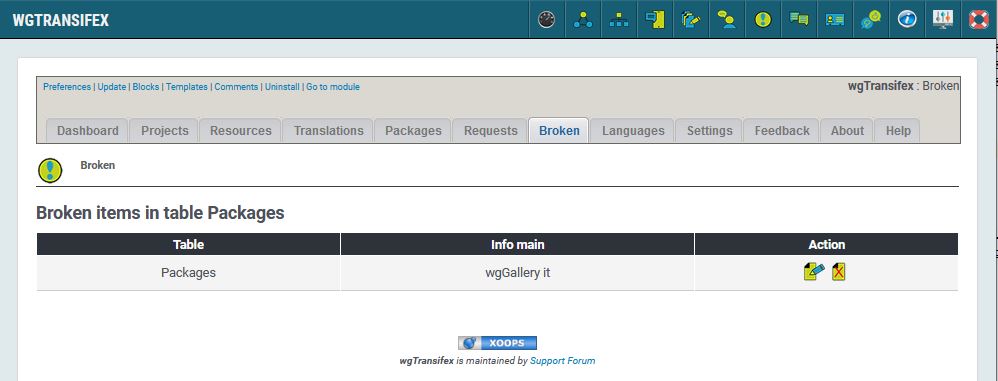 WGTRANSIFEX
Preferences | Update | Blocks | Templates | Comments | Uninstall | Go to module
wgTransifex : Broken
Dashboard Projects Resources Translations Packages Requests Broken Languages Settings Feedback About Help
Broken
Broken items in table Packages
Table Info main Action
Packages wgGallery it
XOOPS
wgTransifex is maintained by Support Forum